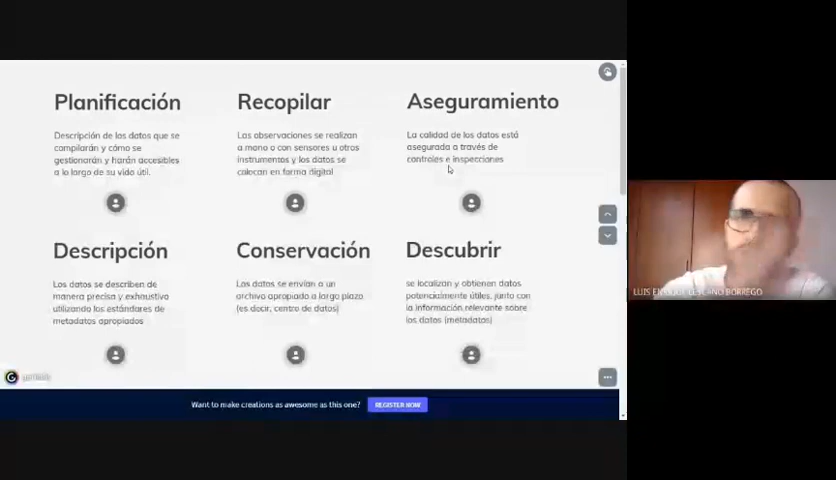 Planificación
Descripción de los datos que se
compilarán y cómo se
gestionarán y harán accesibles
a lo largo de su vida útil.
Recopilar
Las observaciones se realizan
a mano o con sensores u otros
instrumentos y los datos se
colocan en forma digital
Aseguramiento
La calidad de los datos está
asegurada a través de
controles e inspecciones
Descripción
Los datos se describen de
manera precisa y exhaustiva
utilizando los estándares de
metadatos apropiados
Conservación
Los datos se envían a un
archivo apropiado a largo plazo
(es decir, centro de datos)
Descubrir
se localizan y obtienen datos
potencialmente útiles, junto con
la información relevante sobre
los datos (metadatos)
Want to make creations as awesome as this one?
REGISTER NOW
LUIS ENRIQUE BORREGO